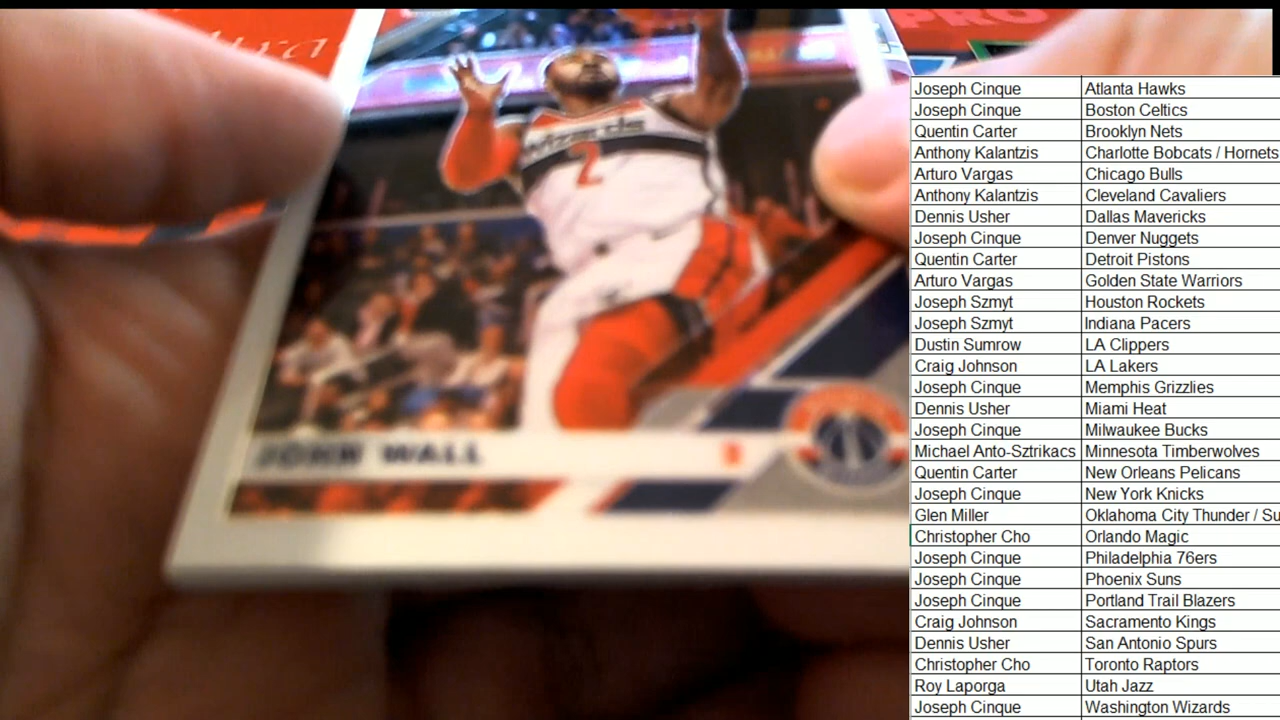 PRO
Wizards
2
JOHN WALL
Joseph Cinque Atlanta Hawks
Joseph Cinque Boston Celtics
Quentin Carter Brooklyn Nets
Anthony Kalantzis Charlotte Bobcats / Hornets
Arturo Vargas Chicago Bulls
Anthony Kalantzis Cleveland Cavaliers
Dennis Usher Dallas Mavericks
Joseph Cinque Denver Nuggets
Quentin Carter Detroit Pistons
Arturo Vargas Golden State Warriors
Joseph Szmyt Houston Rockets
Joseph Szmyt Indiana Pacers
Dustin Sumrow LA Clippers
Craig Johnson LA Lakers
Joseph Cinque Memphis Grizzlies
Dennis Usher Miami Heat
Joseph Cinque Milwaukee Bucks
Michael Anto-Sztrikacs Minnesota Timberwolves
Quentin Carter New Orleans Pelicans
Joseph Cinque New York Knicks
Glen Miller Oklahoma City Thunder / Su
Christopher Cho Orlando Magic
Joseph Cinque Philadelphia 76ers
Joseph Cinque Phoenix Suns
Joseph Cinque Portland Trail Blazers
Craig Johnson Sacramento Kings
Dennis Usher San Antonio Spurs
Christopher Cho Toronto Raptors
Roy Laporga Utah Jazz
Joseph Cinque Washington Wizards